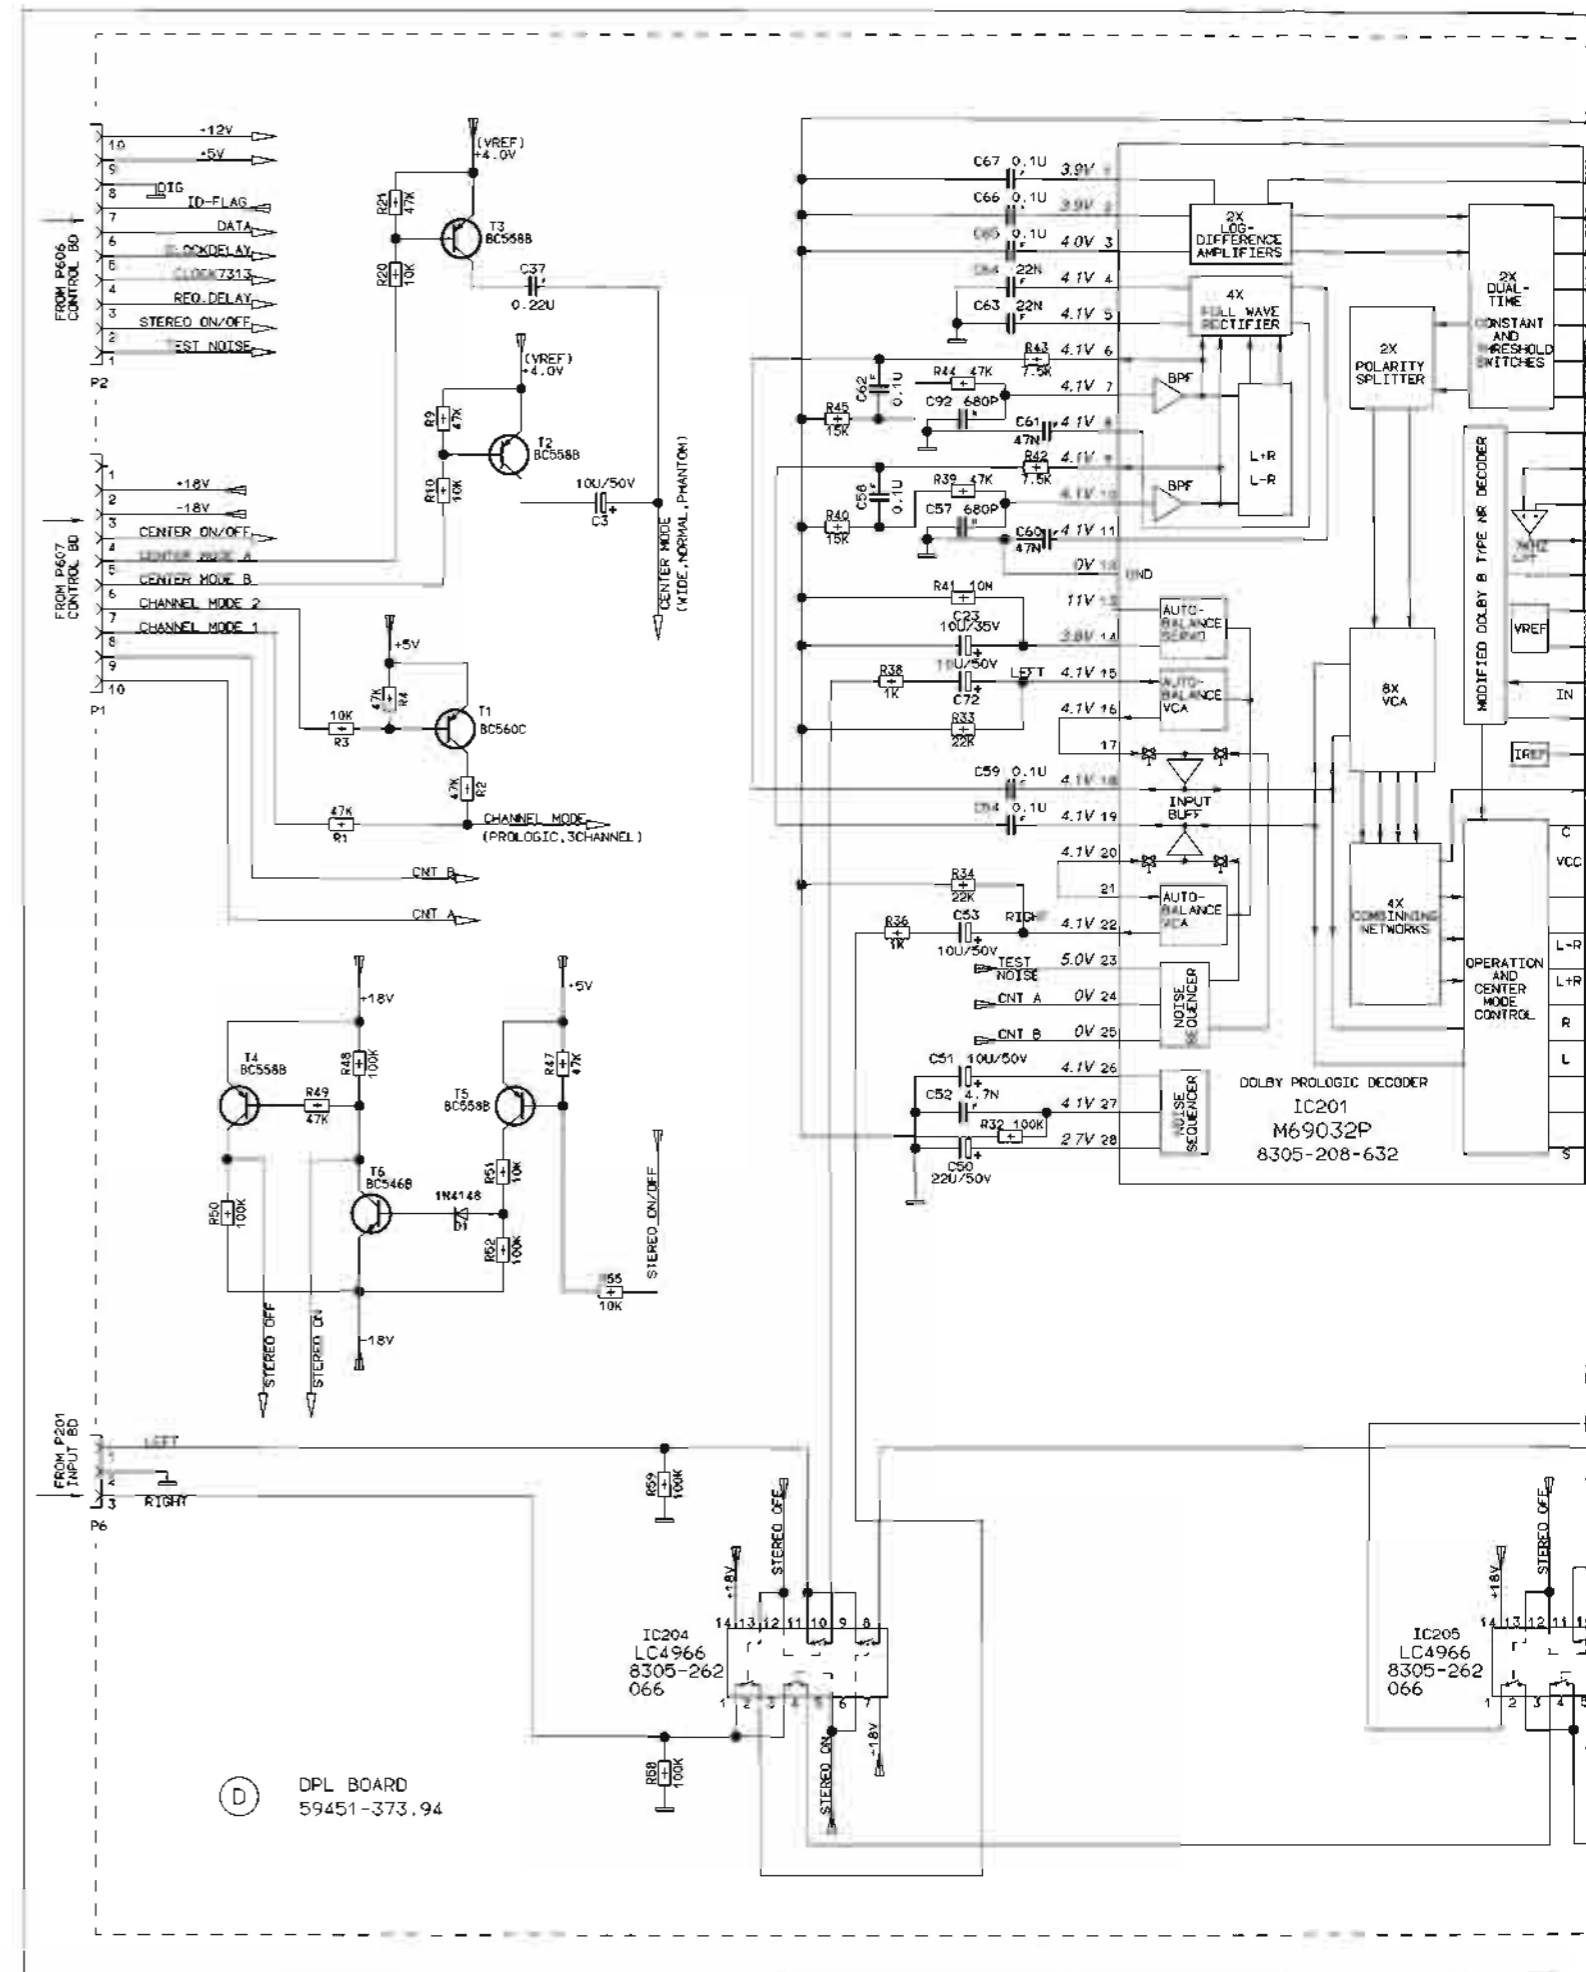 +12V
10
+5V
9
8
DIG
ID-FLAG
7
DATA
6
5
CLOCK7313
4
REQ.DELAY
3
STEREO ON/OFF
2
1
P2
FROM P606
CONTROL BD
1
+18V
2
-18V
3
CENTER ON/OFF
4
CENTER MODE A
5
CENTER MODE B
6
CHANNEL MODE 2
7
CHANNEL MODE 1
8
9
10
P1
FROM P607
CONTROL BD
(VREF)
+4.0V
R21
47K
T3
BC558B
R20
10K
C37
0.22U
(VREF)
+4.0V
R9
47K
T2
BC558B
R10
10K
10U/50V
C3
CENTER MODE
(WIDE,NORMAL,PHANTOM)
+5V
47K
R4
T1
BC560C
10K
R3
47K
R2
47K
R1
CHANNEL MODE
(PROLOGIC,3CHANNEL)
CNT B
CNT A
+18V
+5V
T4
BC558B
R48
100K
R49
47K
T5
BC558B
R47
47K
T6
BC546B
1N4148
D1
R51
10K
R52
100K
R50
100K
STEREO ON/OFF
10K
-18V
STEREO OFF
STEREO ON
FROM P201
INPUT BD
LEFT
1
2
3
RIGHT
P6
R59
100K
R58
100K
STEREO OFF
+18V
14 13 12 11 10 9 8
IC204
LC4966
8305-262
066
1 2 3 4 5 6 7
STEREO ON
-18V
D
DPL BOARD
59451-373.94
C67 0.1U 3.9V 1
C66 0.1U 3.9V 2
0.1U 4.0V 3
22N 4.1V 4
C63 22N 4.1V 5
R43
7.5K
4.1V 6
C62
0.1U
R44 47K
4.1V 7
R45
15K
C92 680P
C61
47N
4.1V 8
R42
7.5K
4.1V 9
0.1U
R39 47K
4.1V 10
R40
15K
C57 680P
C60
47N
4.1V 11
0V 12
GND
R41 10M
11V 13
C23
10U/35V
3.8V 14
10U/50V
R38
1K
C72
LEFT 4.1V 15
4.1V 16
R33
22K
17
C59 0.1U 4.1V 18
0.1U 4.1V 19
4.1V 20
R34
22K
21
R36
1K
C53
10U/50V
RIGHT 4.1V 22
TEST
NOISE
5.0V 23
CNT A 0V 24
CNT B 0V 25
C51 10U/50V 4.1V 26
C52 4.7N 4.1V 27
R32 100K
2.7V 28
C50
22U/50V
2X
LOG-
DIFFERENCE
AMPLIFIERS
4X
FULL WAVE
RECTIFIER
BPF
L+R
L-R
BPF
2X
POLARITY
SPLITTER
2X
DUAL-
TIME
CONSTANT
AND
THRESHOLD
SWITCHES
MODIFIED DOLBY B TYPE NR DECODER
VREF
IN
IREF
AUTO-
BALANCE
SERVO
AUTO-
BALANCE
VCA
INPUT
BUFF
AUTO-
BALANCE
VCA
NOISE
SEQUENCER
NOISE
SEQUENCER
8X
VCA
4X
COMBINNING
NETWORKS
OPERATION
AND
CENTER
MODE
CONTROL
C
VCC
L-R
L+R
R
L
S
DOLBY PROLOGIC DECODER
IC201
M69032P
8305-208-632
STEREO OFF
+18V
14 13 12 11
IC205
LC4966
8305-262
066
1 2 3 4 5